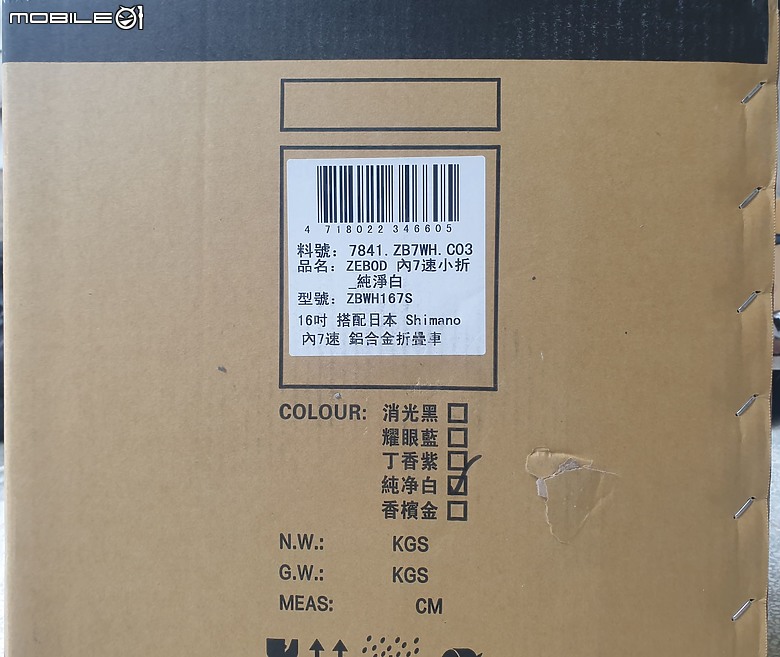 MOBILE01
4 718022 346605
料號: 7841.ZB7WH.C03
品名: ZEBOD 內7速小折
_純淨白
型號: ZBWH167S
16吋 搭配日本 Shimano
內7速 鋁合金折疊車
COLOUR: 消光黑
耀眼藍
丁香紫
純净白
香檳金
N.W.: KGS
G.W.: KGS
MEAS: CM